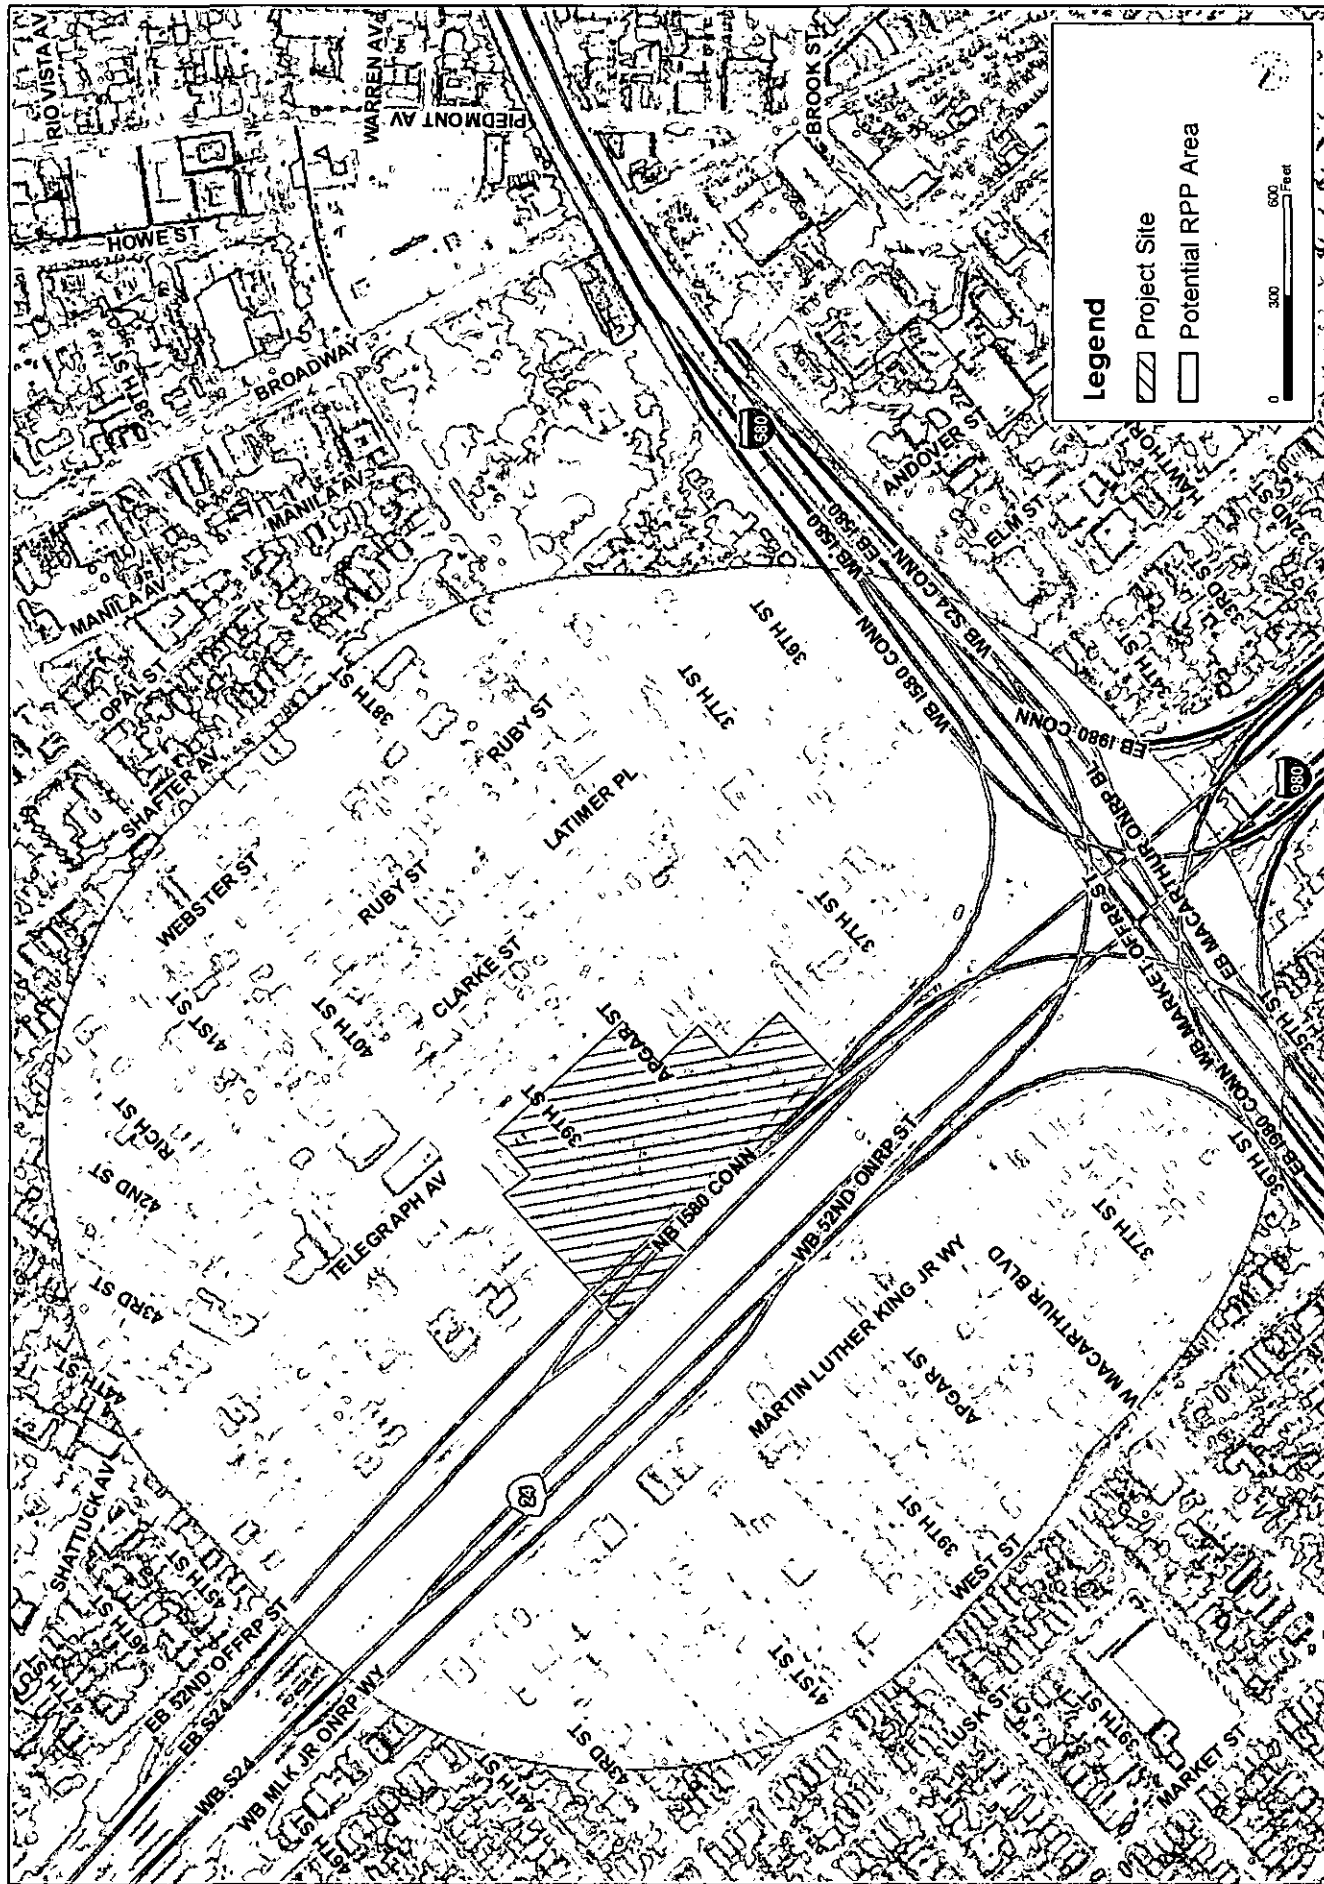 RIO VISTA AV
WARREN AV
PIEDMONT AV
BROOK ST
HOWE ST
38TH ST
BROADWAY
MANILA AV
MANILA AV
OPAL ST
SHAFTER AV
38TH ST
RUBY ST
LATIMER PL
37TH ST
36TH ST
WEBSTER ST
RUBY ST
41ST ST
40TH ST
CLARKE ST
37TH ST
RICH ST
42ND ST
43RD ST
44TH ST
SHATTUCK AV
TELEGRAPH AV
39TH ST
APGAR ST
580
WB I580
EB I580
WB S24 CONN
WB I580 CONN
EB I980 CONN
980
ANDOVER ST
ELM ST
34TH ST
33RD ST
32ND ST
NB I580 CONN
WB 52ND ONRP ST
WB MARKET OFFRP ST
EB MACARTHUR ONRP BL
35TH ST
36TH ST
EB I980 CONN
37TH ST
W MACARTHUR BLVD
MARTIN LUTHER KING JR WY
APGAR ST
39TH ST
WEST ST
41ST ST
43RD ST
44TH ST
24
45TH ST
46TH ST
47TH ST
EB 52ND OFFRP ST
EB S24
WB S24
WB MLK JR ONRP WY
45TH ST
LUSK ST
39TH ST
MARKET ST
Legend
Project Site
Potential RPP Area
0 300 600
Feet